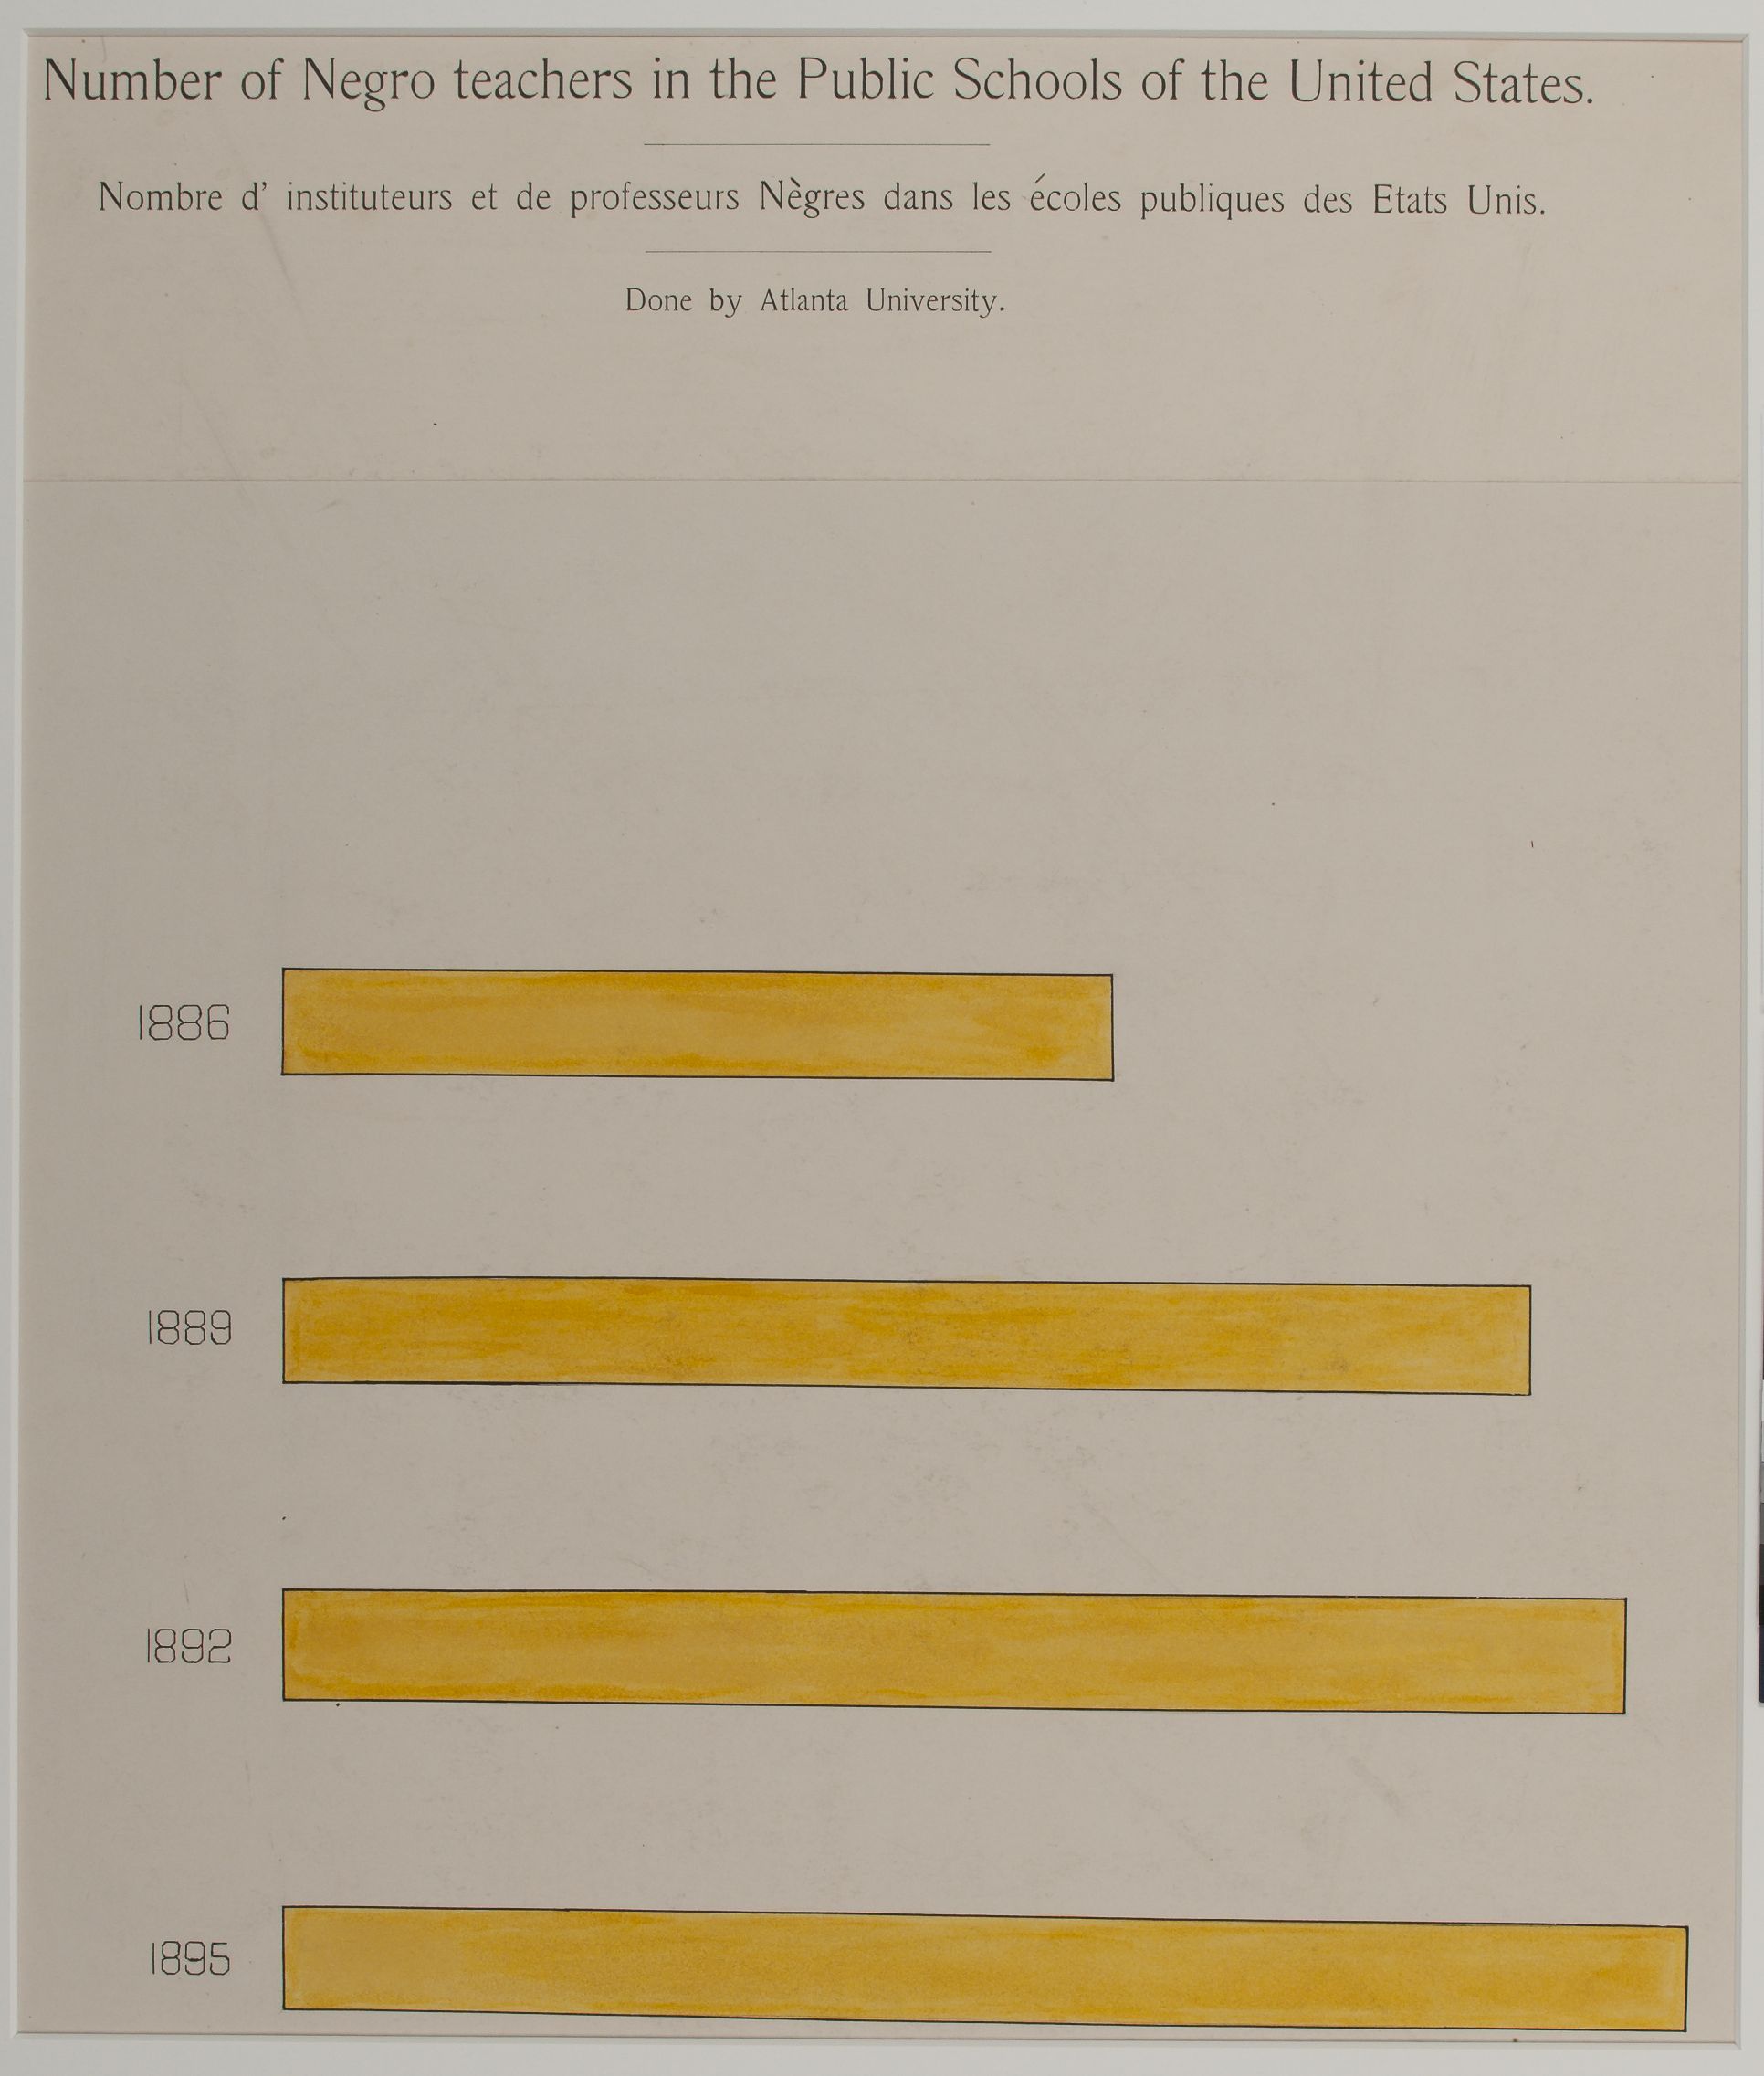 Number of Negro teachers in the Public Schools of the United States.
Nombre d' instituteurs et de professeurs Nègres dans les écoles publiques des Etats Unis.
Done by Atlanta University.
1886
1889
1892
1895